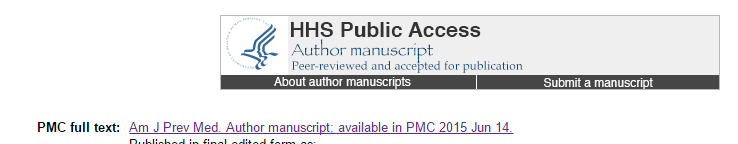 HHS Public Access
Author manuscript
Peer-reviewed and accepted for publication
About author manuscripts Submit a manuscript
PMC full text: Am J Prev Med. Author manuscript; available in PMC 2015 Jun 14.
Published in final edited form as: